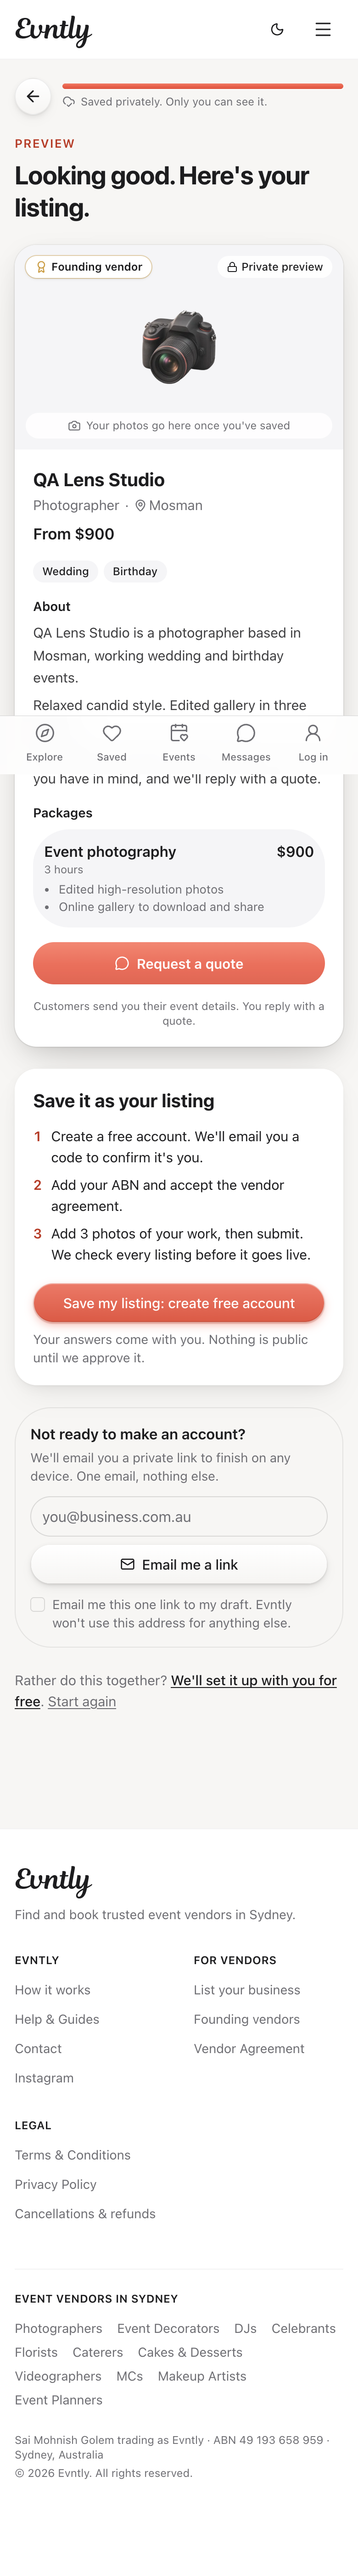 Evntly
Saved privately. Only you can see it.
PREVIEW
Looking good. Here's your
listing.
Founding vendor
Private preview
Your photos go here once you've saved
QA Lens Studio
Photographer · Mosman
From $900
Wedding
Birthday
About
QA Lens Studio is a photographer based in
Mosman, working wedding and birthday
events.
Relaxed candid style. Edited gallery in three
Explore
Saved
Events
Messages
Log in
you have in mind, and we'll reply with a quote.
Packages
Event photography $900
3 hours
• Edited high-resolution photos
• Online gallery to download and share
Request a quote
Customers send you their event details. You reply with a
quote.
Save it as your listing
1 Create a free account. We'll email you a
code to confirm it's you.
2 Add your ABN and accept the vendor
agreement.
3 Add 3 photos of your work, then submit.
We check every listing before it goes live.
Save my listing: create free account
Your answers come with you. Nothing is public
until we approve it.
Not ready to make an account?
We'll email you a private link to finish on any
device. One email, nothing else.
you@business.com.au
Email me a link
Email me this one link to my draft. Evntly
won't use this address for anything else.
Rather do this together? We'll set it up with you for
free. Start again
Evntly
Find and book trusted event vendors in Sydney.
EVNTLY
How it works
Help & Guides
Contact
Instagram
FOR VENDORS
List your business
Founding vendors
Vendor Agreement
LEGAL
Terms & Conditions
Privacy Policy
Cancellations & refunds
EVENT VENDORS IN SYDNEY
Photographers Event Decorators DJs Celebrants
Florists Caterers Cakes & Desserts
Videographers MCs Makeup Artists
Event Planners
Sai Mohnish Golem trading as Evntly · ABN 49 193 658 959 ·
Sydney, Australia
© 2026 Evntly. All rights reserved.